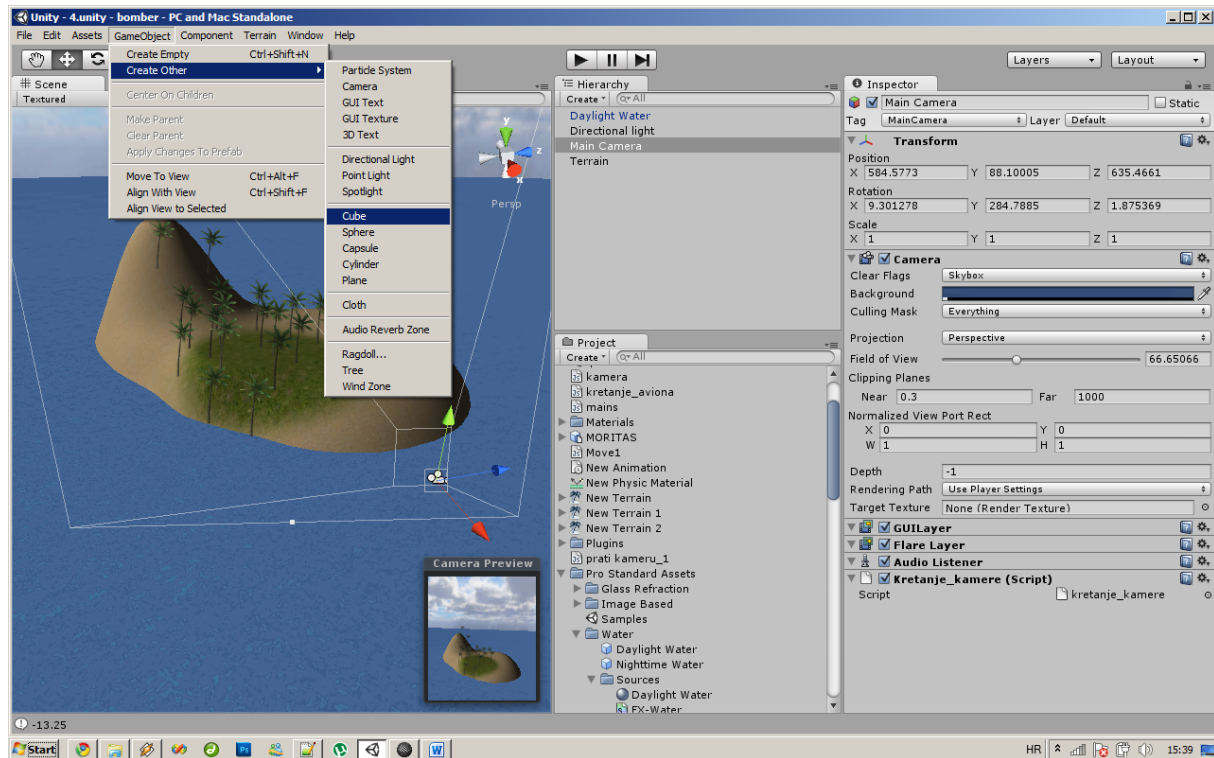 Unity - 4.unity - bomber - PC and Mac Standalone
File Edit Assets GameObject Component Terrain Window Help
Create Empty Ctrl+Shift+N
Create Other
Center On Children
Make Parent
Clear Parent
Apply Changes To Prefab
Move To View Ctrl+Alt+F
Align With View Ctrl+Shift+F
Align View to Selected
Particle System
Camera
GUI Text
GUI Texture
3D Text
Directional Light
Point Light
Spotlight
Cube
Sphere
Capsule
Cylinder
Plane
Cloth
Audio Reverb Zone
Ragdoll...
Tree
Wind Zone
Layers
Layout
Scene
Textured
y
z
x
Persp
Camera Preview
Hierarchy
Create All
Daylight Water
Directional light
Main Camera
Terrain
Project
Create All
kamera
kretanje_aviona
mains
Materials
MORITAS
Move1
New Animation
New Physic Material
New Terrain
New Terrain 1
New Terrain 2
Plugins
prati kameru_1
Pro Standard Assets
Glass Refraction
Image Based
Samples
Water
Daylight Water
Nighttime Water
Sources
Daylight Water
FX-Water
Inspector
Main Camera Static
Tag MainCamera Layer Default
Transform
Position
X 584.5773 Y 88.10005 Z 635.4661
Rotation
X 9.301278 Y 284.7885 Z 1.875369
Scale
X 1 Y 1 Z 1
Camera
Clear Flags Skybox
Background
Culling Mask Everything
Projection Perspective
Field of View 66.65066
Clipping Planes
Near 0.3 Far 1000
Normalized View Port Rect
X 0 Y 0
W 1 H 1
Depth -1
Rendering Path Use Player Settings
Target Texture None (Render Texture)
GUILayer
Flare Layer
Audio Listener
Kretanje_kamere (Script)
Script kretanje_kamere
-13.25
Start
Ps
W
HR 15:39